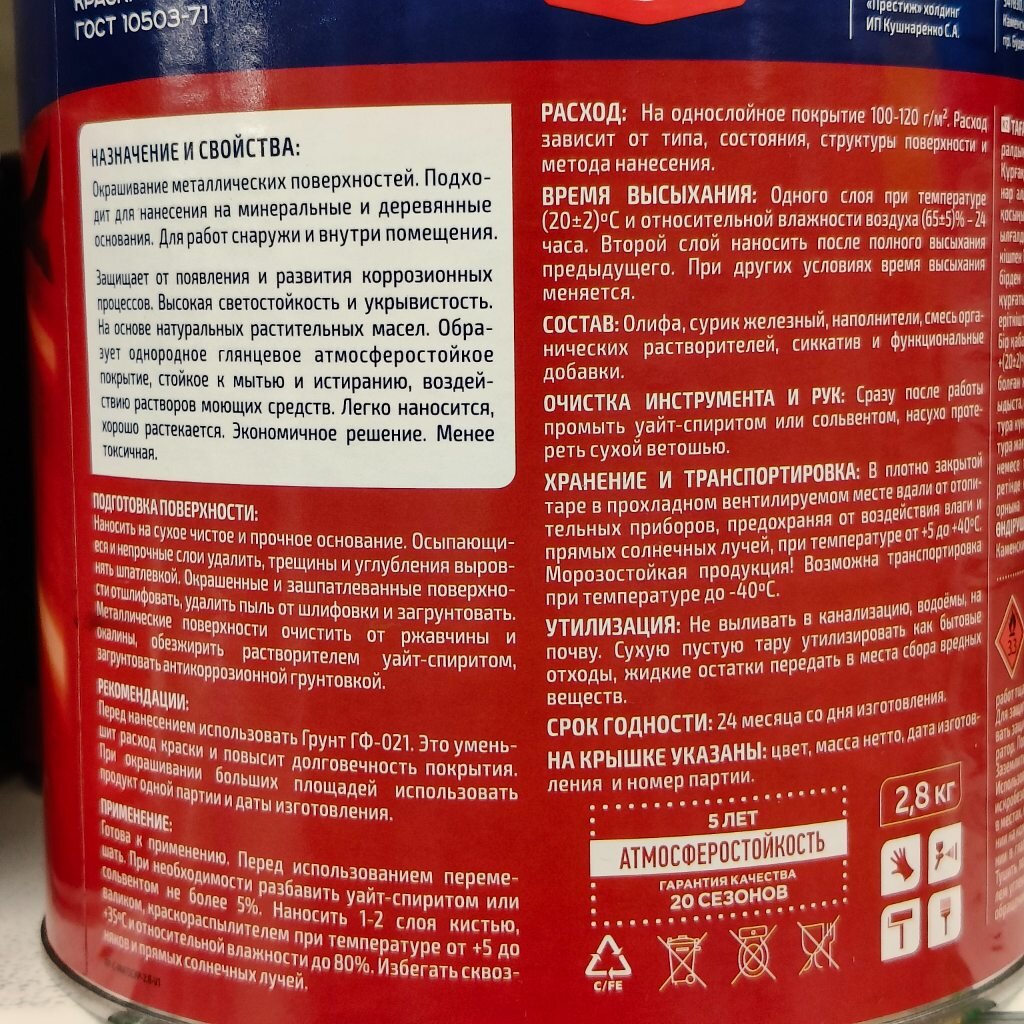 ГОСТ 10503-71
«Престиж» холдинг
ИП Кушнаренко С.А.
НАЗНАЧЕНИЕ И СВОЙСТВА:
Окрашивание металлических поверхностей. Подхо-
дит для нанесения на минеральные и деревянные
основания. Для работ снаружи и внутри помещения.
Защищает от появления и развития коррозионных
процессов. Высокая светостойкость и укрывистость.
На основе натуральных растительных масел. Обра-
зует однородное глянцевое атмосферостойкое
покрытие, стойкое к мытью и истиранию, воздей-
ствию растворов моющих средств. Легко наносится,
хорошо растекается. Экономичное решение. Менее
токсичная.
ПОДГОТОВКА ПОВЕРХНОСТИ:
Наносить на сухое чистое и прочное основание. Осыпающи-
еся и непрочные слои удалить, трещины и углубления выров-
нять шпатлевкой. Окрашенные и зашпатлеванные поверхно-
сти отшлифовать, удалить пыль от шлифовки и загрунтовать.
Металлические поверхности очистить от ржавчины и
окалины, обезжирить растворителем уайт-спиритом,
загрунтовать антикоррозионной грунтовкой.
РЕКОМЕНДАЦИИ:
Перед нанесением использовать Грунт ГФ-021. Это умень-
шит расход краски и повысит долговечность покрытия.
При окрашивании больших площадей использовать
продукт одной партии и даты изготовления.
ПРИМЕНЕНИЕ:
Готова к применению. Перед использованием переме-
шать. При необходимости разбавить уайт-спиритом или
сольвентом не более 5%. Наносить 1-2 слоя кистью,
валиком, краскораспылителем при температуре от +5 до
+35ºС и относительной влажности до 80%. Избегать сквоз-
няков и прямых солнечных лучей.
РАСХОД: На однослойное покрытие 100-120 г/м². Расход
зависит от типа, состояния, структуры поверхности и
метода нанесения.
ВРЕМЯ ВЫСЫХАНИЯ: Одного слоя при температуре
(20±2)ºС и относительной влажности воздуха (65±5)% – 24
часа. Второй слой наносить после полного высыхания
предыдущего. При других условиях время высыхания
меняется.
СОСТАВ: Олифа, сурик железный, наполнители, смесь орга-
нических растворителей, сиккатив и функциональные
добавки.
ОЧИСТКА ИНСТРУМЕНТА И РУК: Сразу после работы
промыть уайт-спиритом или сольвентом, насухо проте-
реть сухой ветошью.
ХРАНЕНИЕ И ТРАНСПОРТИРОВКА: В плотно закрытой
таре в прохладном вентилируемом месте вдали от отопи-
тельных приборов, предохраняя от воздействия влаги и
прямых солнечных лучей, при температуре от +5 до +40ºС.
Морозостойкая продукция! Возможна транспортировка
при температуре до -40ºС.
УТИЛИЗАЦИЯ: Не выливать в канализацию, водоёмы, на
почву. Сухую пустую тару утилизировать как бытовые
отходы, жидкие остатки передать в места сбора вредных
веществ.
СРОК ГОДНОСТИ: 24 месяца со дня изготовления.
НА КРЫШКЕ УКАЗАНЫ: цвет, масса нетто, дата изготов-
ления и номер партии.
5 ЛЕТ
АТМОСФЕРОСТОЙКОСТЬ
ГАРАНТИЯ КАЧЕСТВА
20 СЕЗОНОВ
2,8 кг
C/FE